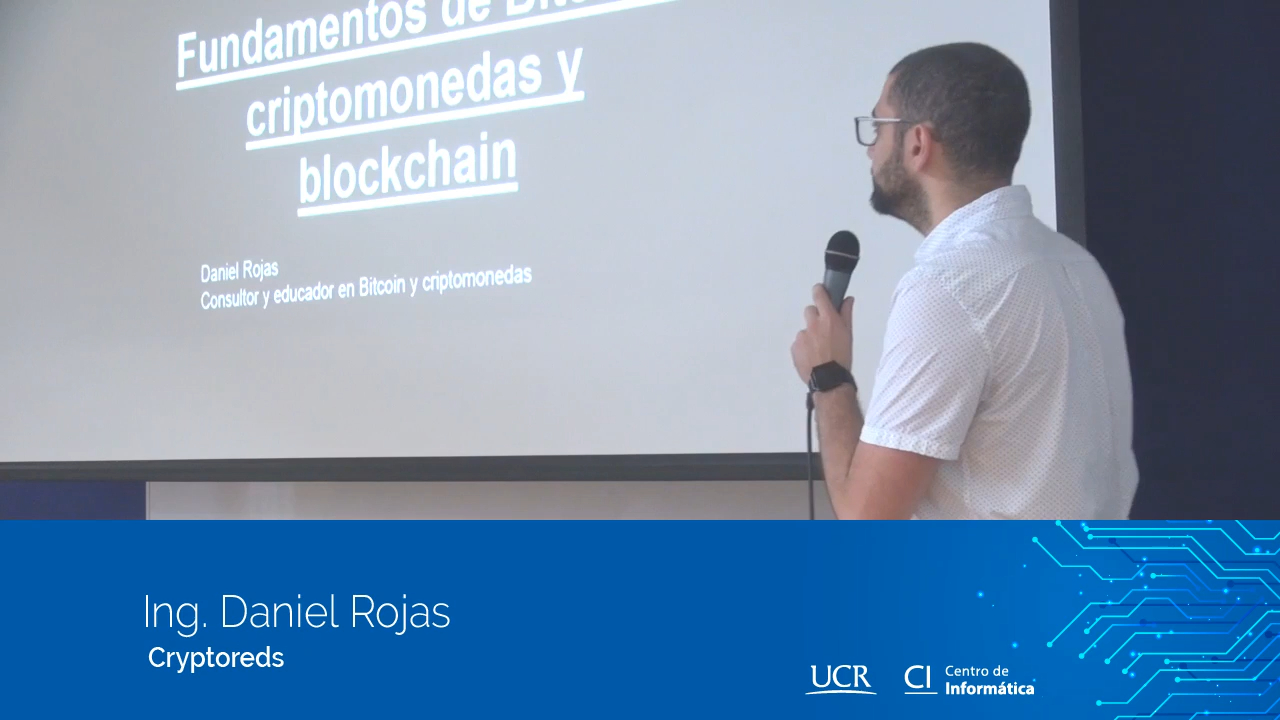 Fundamentos de Bitcoin
criptomonedas y
blockchain
Daniel Rojas
Consultor y educador en Bitcoin y criptomonedas
Ing. Daniel Rojas
Cryptoreds
UCR
CI
Centro de
Informática